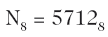 N₈ = 5712₈